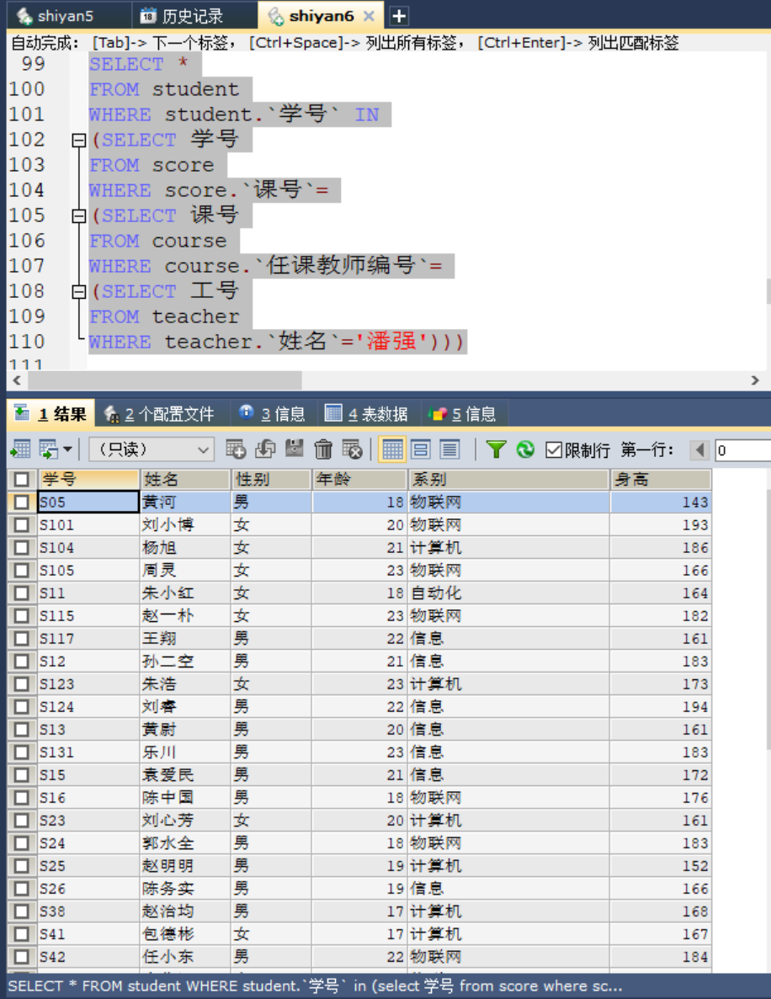 shiyan5 历史记录 shiyan6
自动完成： [Tab]-> 下一个标签， [Ctrl+Space]-> 列出所有标签， [Ctrl+Enter]-> 列出匹配标签
99 SELECT *
100 FROM student
101 WHERE student.`学号` IN
102 (SELECT 学号
103 FROM score
104 WHERE score.`课号`=
105 (SELECT 课号
106 FROM course
107 WHERE course.`任课教师编号`=
108 (SELECT 工号
109 FROM teacher
110 WHERE teacher.`姓名`='潘强')))
111
1 结果 2 个配置文件 3 信息 4 表数据 5 信息
（只读） 限制行 第一行： 0
学号 姓名 性别 年龄 系别 身高
S05 黄河 男 18 物联网 143
S101 刘小博 女 20 物联网 193
S104 杨旭 女 21 计算机 186
S105 周灵 女 23 物联网 166
S11 朱小红 女 18 自动化 164
S115 赵一朴 女 23 物联网 182
S117 王翔 男 22 信息 161
S12 孙二空 男 21 信息 183
S123 朱浩 女 23 计算机 173
S124 刘睿 男 22 信息 194
S13 黄尉 男 20 信息 161
S131 乐川 男 23 信息 183
S15 袁爱民 男 21 信息 172
S16 陈中国 男 18 物联网 176
S23 刘心芳 女 20 计算机 161
S24 郭水全 男 18 物联网 183
S25 赵明明 男 19 计算机 152
S26 陈务实 男 19 信息 166
S38 赵治均 男 17 计算机 168
S41 包德彬 女 17 计算机 167
S42 任小东 男 22 物联网 184
SELECT * FROM student WHERE student.`学号` in (select 学号 from score where sc...